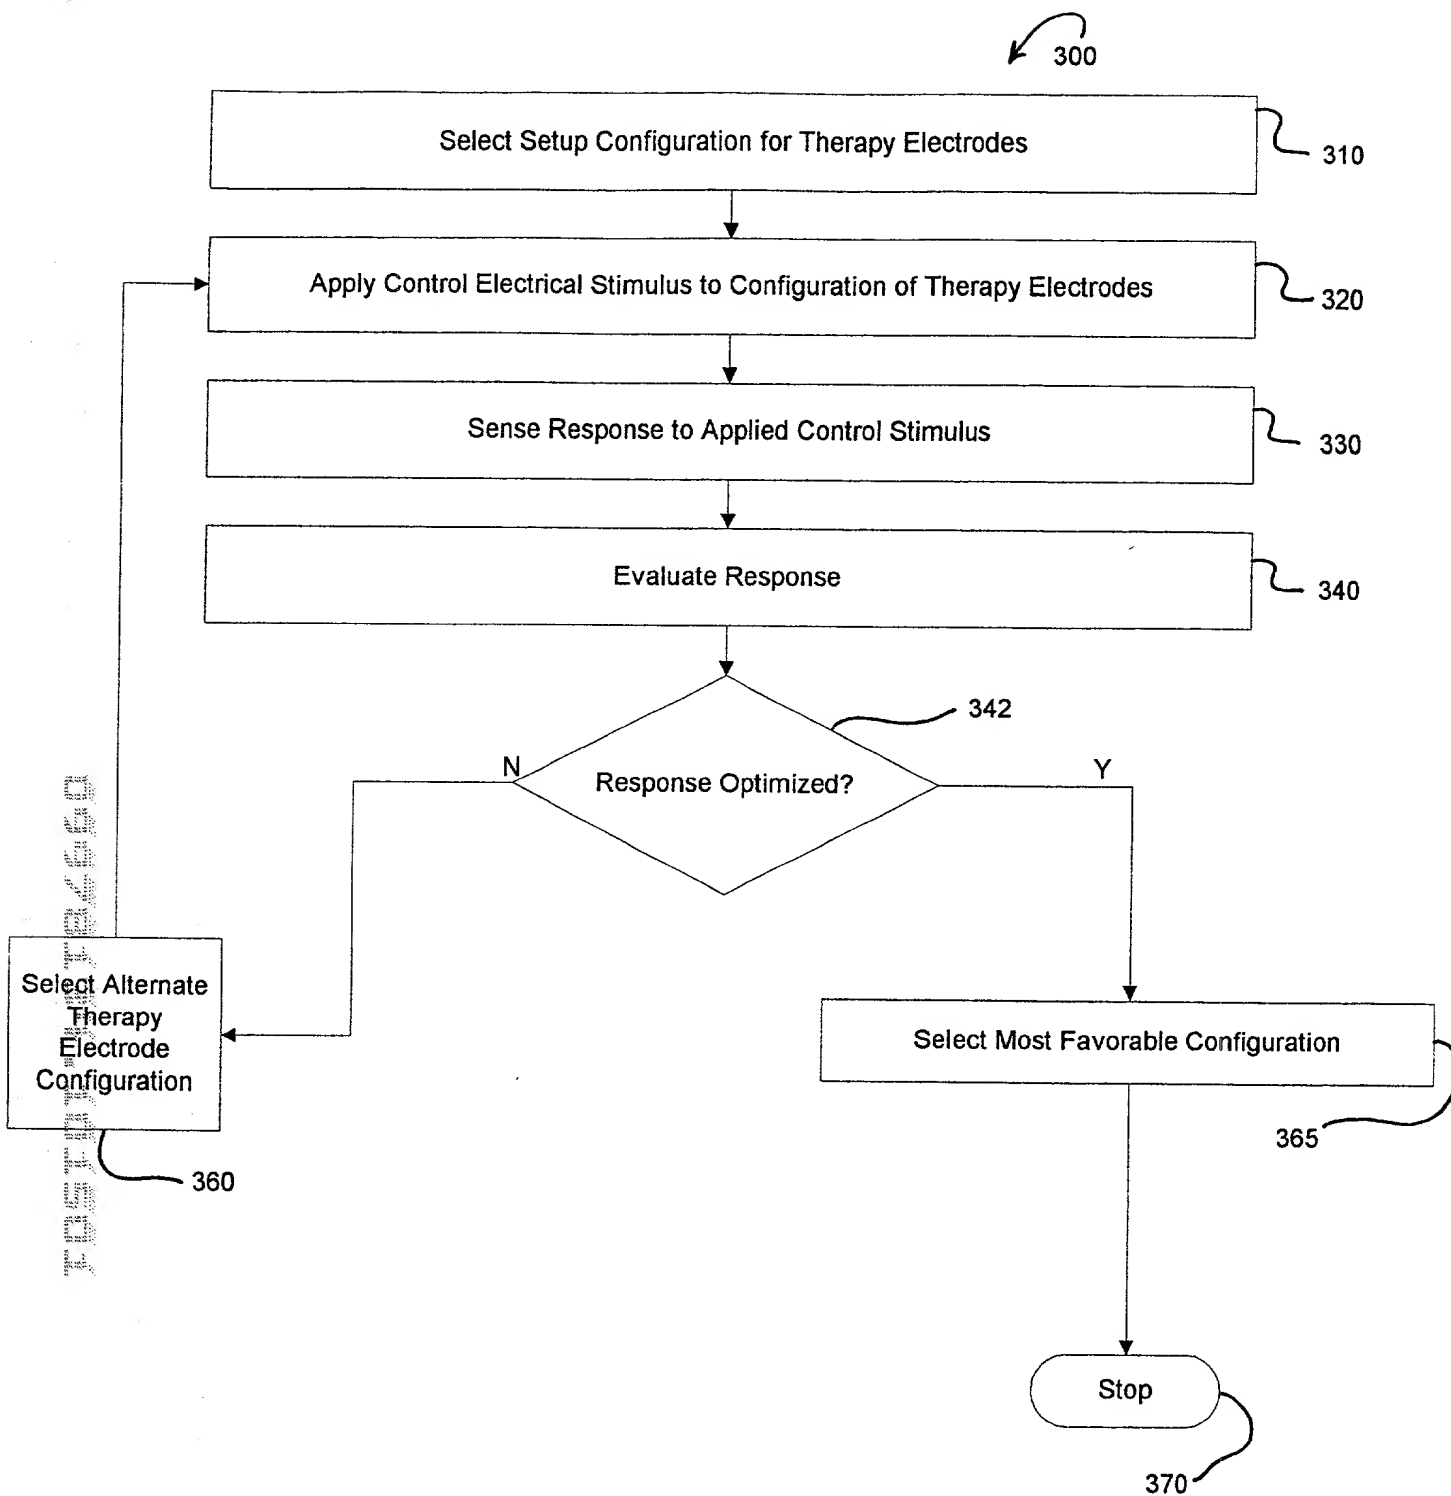 300
Select Setup Configuration for Therapy Electrodes
310
Apply Control Electrical Stimulus to Configuration of Therapy Electrodes
320
Sense Response to Applied Control Stimulus
330
Evaluate Response
340
342
N
Response Optimized?
Y
Select Alternate
Therapy
Electrode
Configuration
360
Select Most Favorable Configuration
365
Stop
370